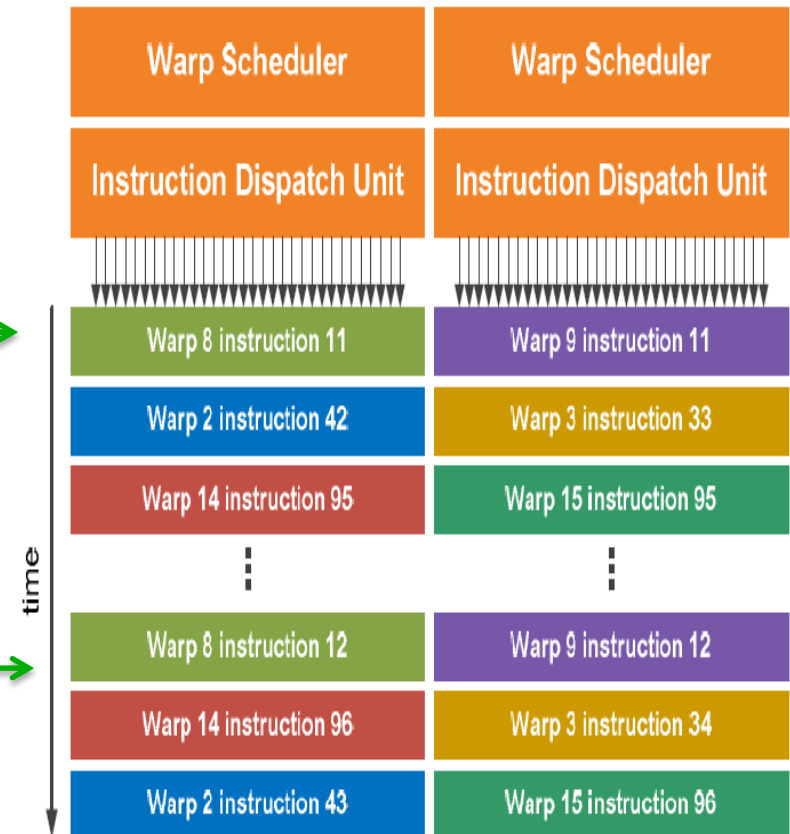 Warp Scheduler
Warp Scheduler
Instruction Dispatch Unit
Instruction Dispatch Unit
Warp 8 instruction 11
Warp 9 instruction 11
Warp 2 instruction 42
Warp 3 instruction 33
Warp 14 instruction 95
Warp 15 instruction 95
time
Warp 8 instruction 12
Warp 9 instruction 12
Warp 14 instruction 96
Warp 3 instruction 34
Warp 2 instruction 43
Warp 15 instruction 96